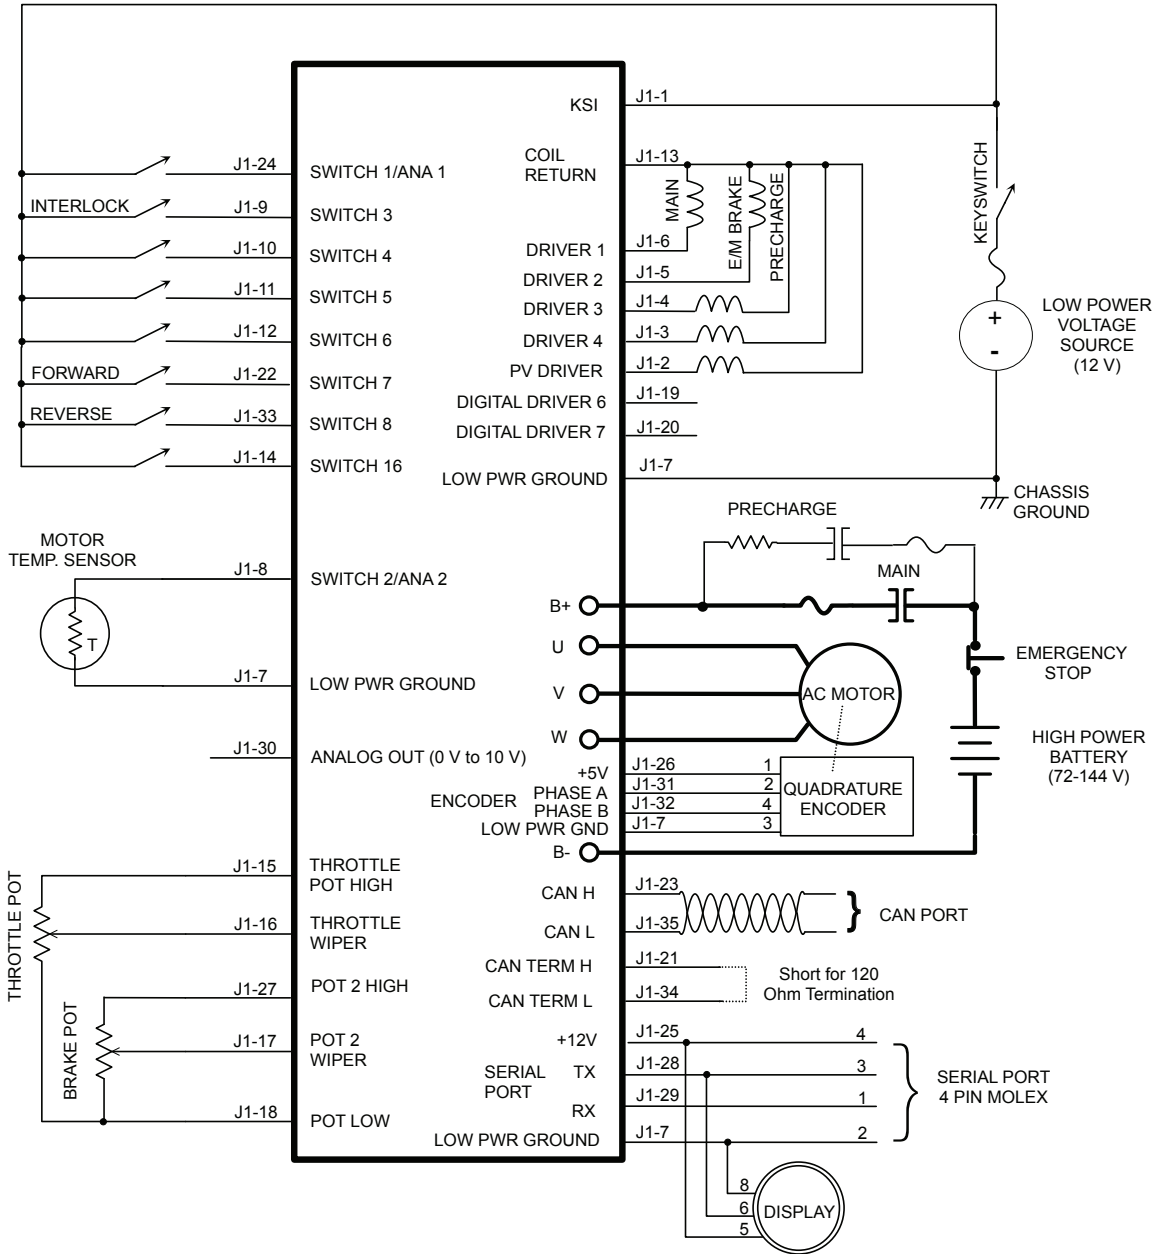 KSI
J1-1
COIL
RETURN
J1-13
MAIN
E/M BRAKE
PRECHARGE
KEYSWITCH
J1-24
SWITCH 1/ANA 1
INTERLOCK
J1-9
SWITCH 3
J1-10
SWITCH 4
J1-11
SWITCH 5
J1-12
SWITCH 6
FORWARD
J1-22
SWITCH 7
REVERSE
J1-33
SWITCH 8
J1-14
SWITCH 16
DRIVER 1
J1-6
DRIVER 2
J1-5
DRIVER 3
J1-4
DRIVER 4
J1-3
PV DRIVER
J1-2
DIGITAL DRIVER 6
J1-19
DIGITAL DRIVER 7
J1-20
LOW PWR GROUND
J1-7
+
-
LOW POWER
VOLTAGE
SOURCE
(12 V)
CHASSIS
GROUND
MOTOR
TEMP. SENSOR
T
J1-8
SWITCH 2/ANA 2
J1-7
LOW PWR GROUND
J1-30
ANALOG OUT (0 V to 10 V)
PRECHARGE
MAIN
B+
U
V
W
AC MOTOR
EMERGENCY
STOP
HIGH POWER
BATTERY
(72-144 V)
ENCODER
+5V
J1-26
1
PHASE A
J1-31
2
PHASE B
J1-32
4
LOW PWR GND
J1-7
3
QUADRATURE
ENCODER
B-
THROTTLE POT
J1-15
THROTTLE
POT HIGH
J1-16
THROTTLE
WIPER
BRAKE POT
J1-27
POT 2 HIGH
J1-17
POT 2
WIPER
J1-18
POT LOW
CAN H
J1-23
CAN L
J1-35
CAN PORT
CAN TERM H
J1-21
CAN TERM L
J1-34
Short for 120
Ohm Termination
SERIAL
PORT
+12V
J1-25
4
TX
J1-28
3
RX
J1-29
1
LOW PWR GROUND
J1-7
2
SERIAL PORT
4 PIN MOLEX
8
6
5
DISPLAY